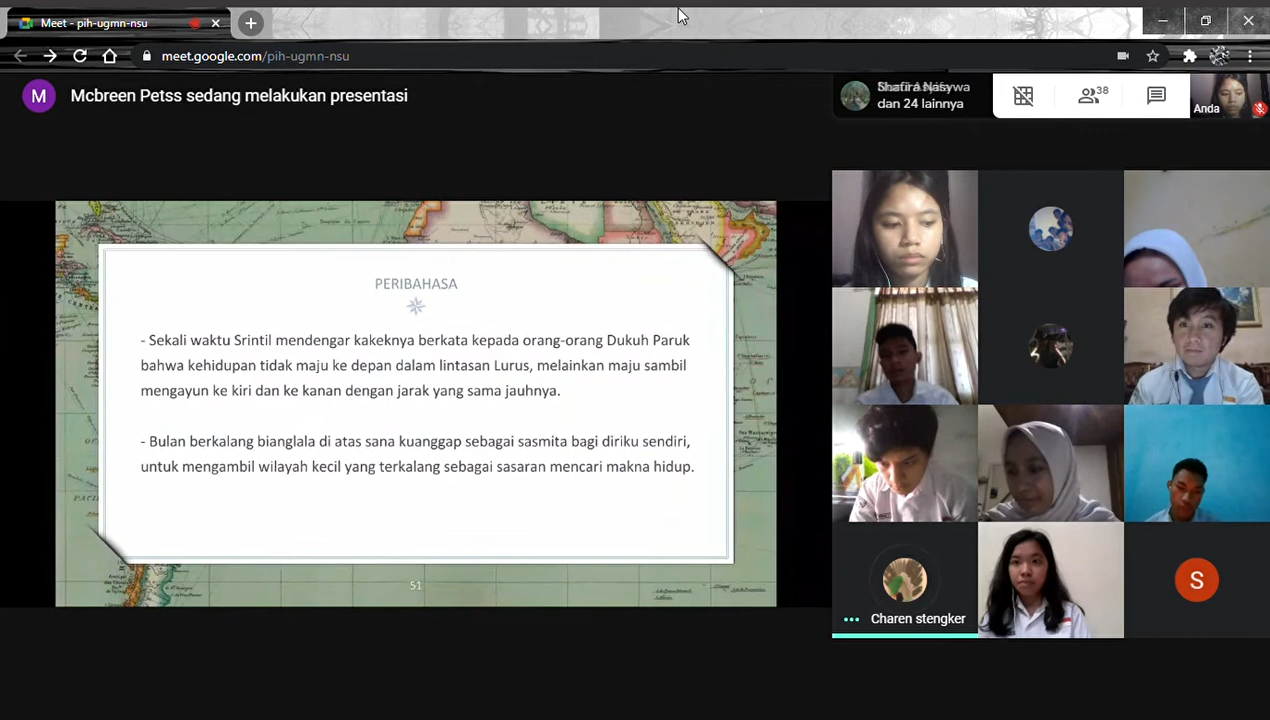 Meet - pih-ugmn-nsu
meet.google.com/pih-ugmn-nsu
M
Mcbreen Petss sedang melakukan presentasi
dan 24 lainnya
38
Anda
PERIBAHASA
- Sekali waktu Srintil mendengar kakeknya berkata kepada orang-orang Dukuh Paruk
bahwa kehidupan tidak maju ke depan dalam lintasan Lurus, melainkan maju sambil
mengayun ke kiri dan ke kanan dengan jarak yang sama jauhnya.
- Bulan berkalang bianglala di atas sana kuanggap sebagai sasmita bagi diriku sendiri,
untuk mengambil wilayah kecil yang terkalang sebagai sasaran mencari makna hidup.
51
Charen stengker
S